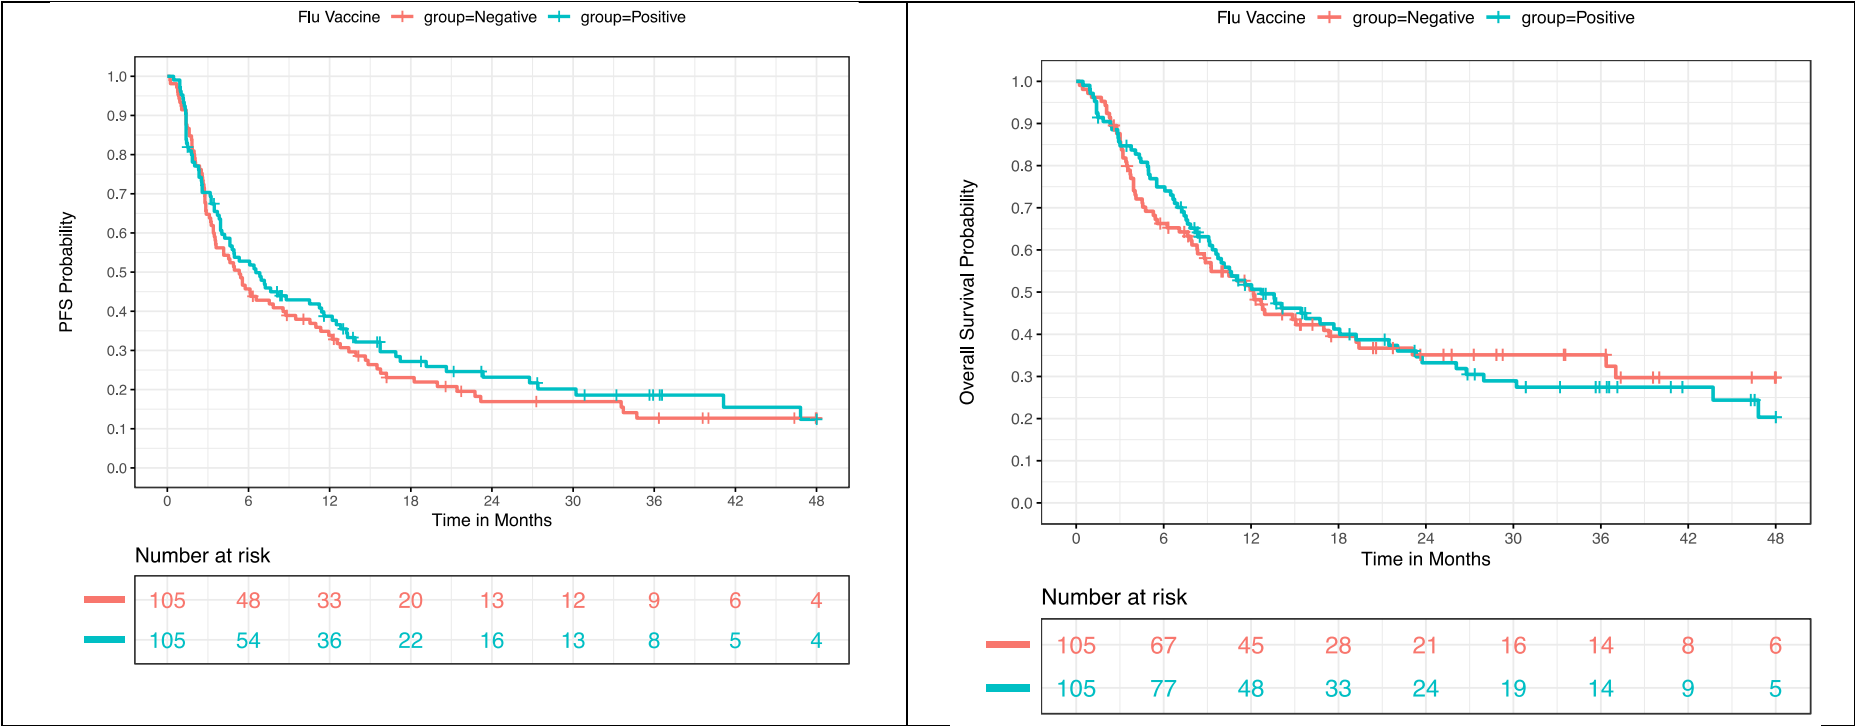 Flu Vaccine group=Negative group=Positive
PFS Probability
1.0
0.9
0.8
0.7
0.6
0.5
0.4
0.3
0.2
0.1
0.0
0 6 12 18 24 30 36 42 48
Time in Months
Number at risk
105 48 33 20 13 12 9 6 4
105 54 36 22 16 13 8 5 4
Flu Vaccine group=Negative group=Positive
Overall Survival Probability
1.0
0.9
0.8
0.7
0.6
0.5
0.4
0.3
0.2
0.1
0.0
0 6 12 18 24 30 36 42 48
Time in Months
Number at risk
105 67 45 28 21 16 14 8 6
105 77 48 33 24 19 14 9 5